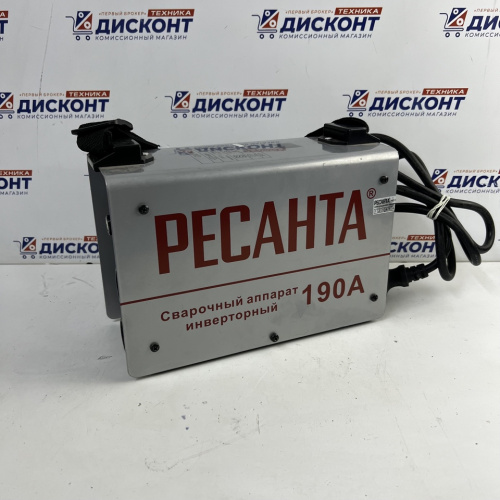 «ПЕРВЫЙ БРОКЕР» ТЕХНИКА
ДИСКОНТ
КОМИССИОННЫЙ МАГАЗИН
РЕСАНТА®
Сварочный аппарат
инверторный 190А